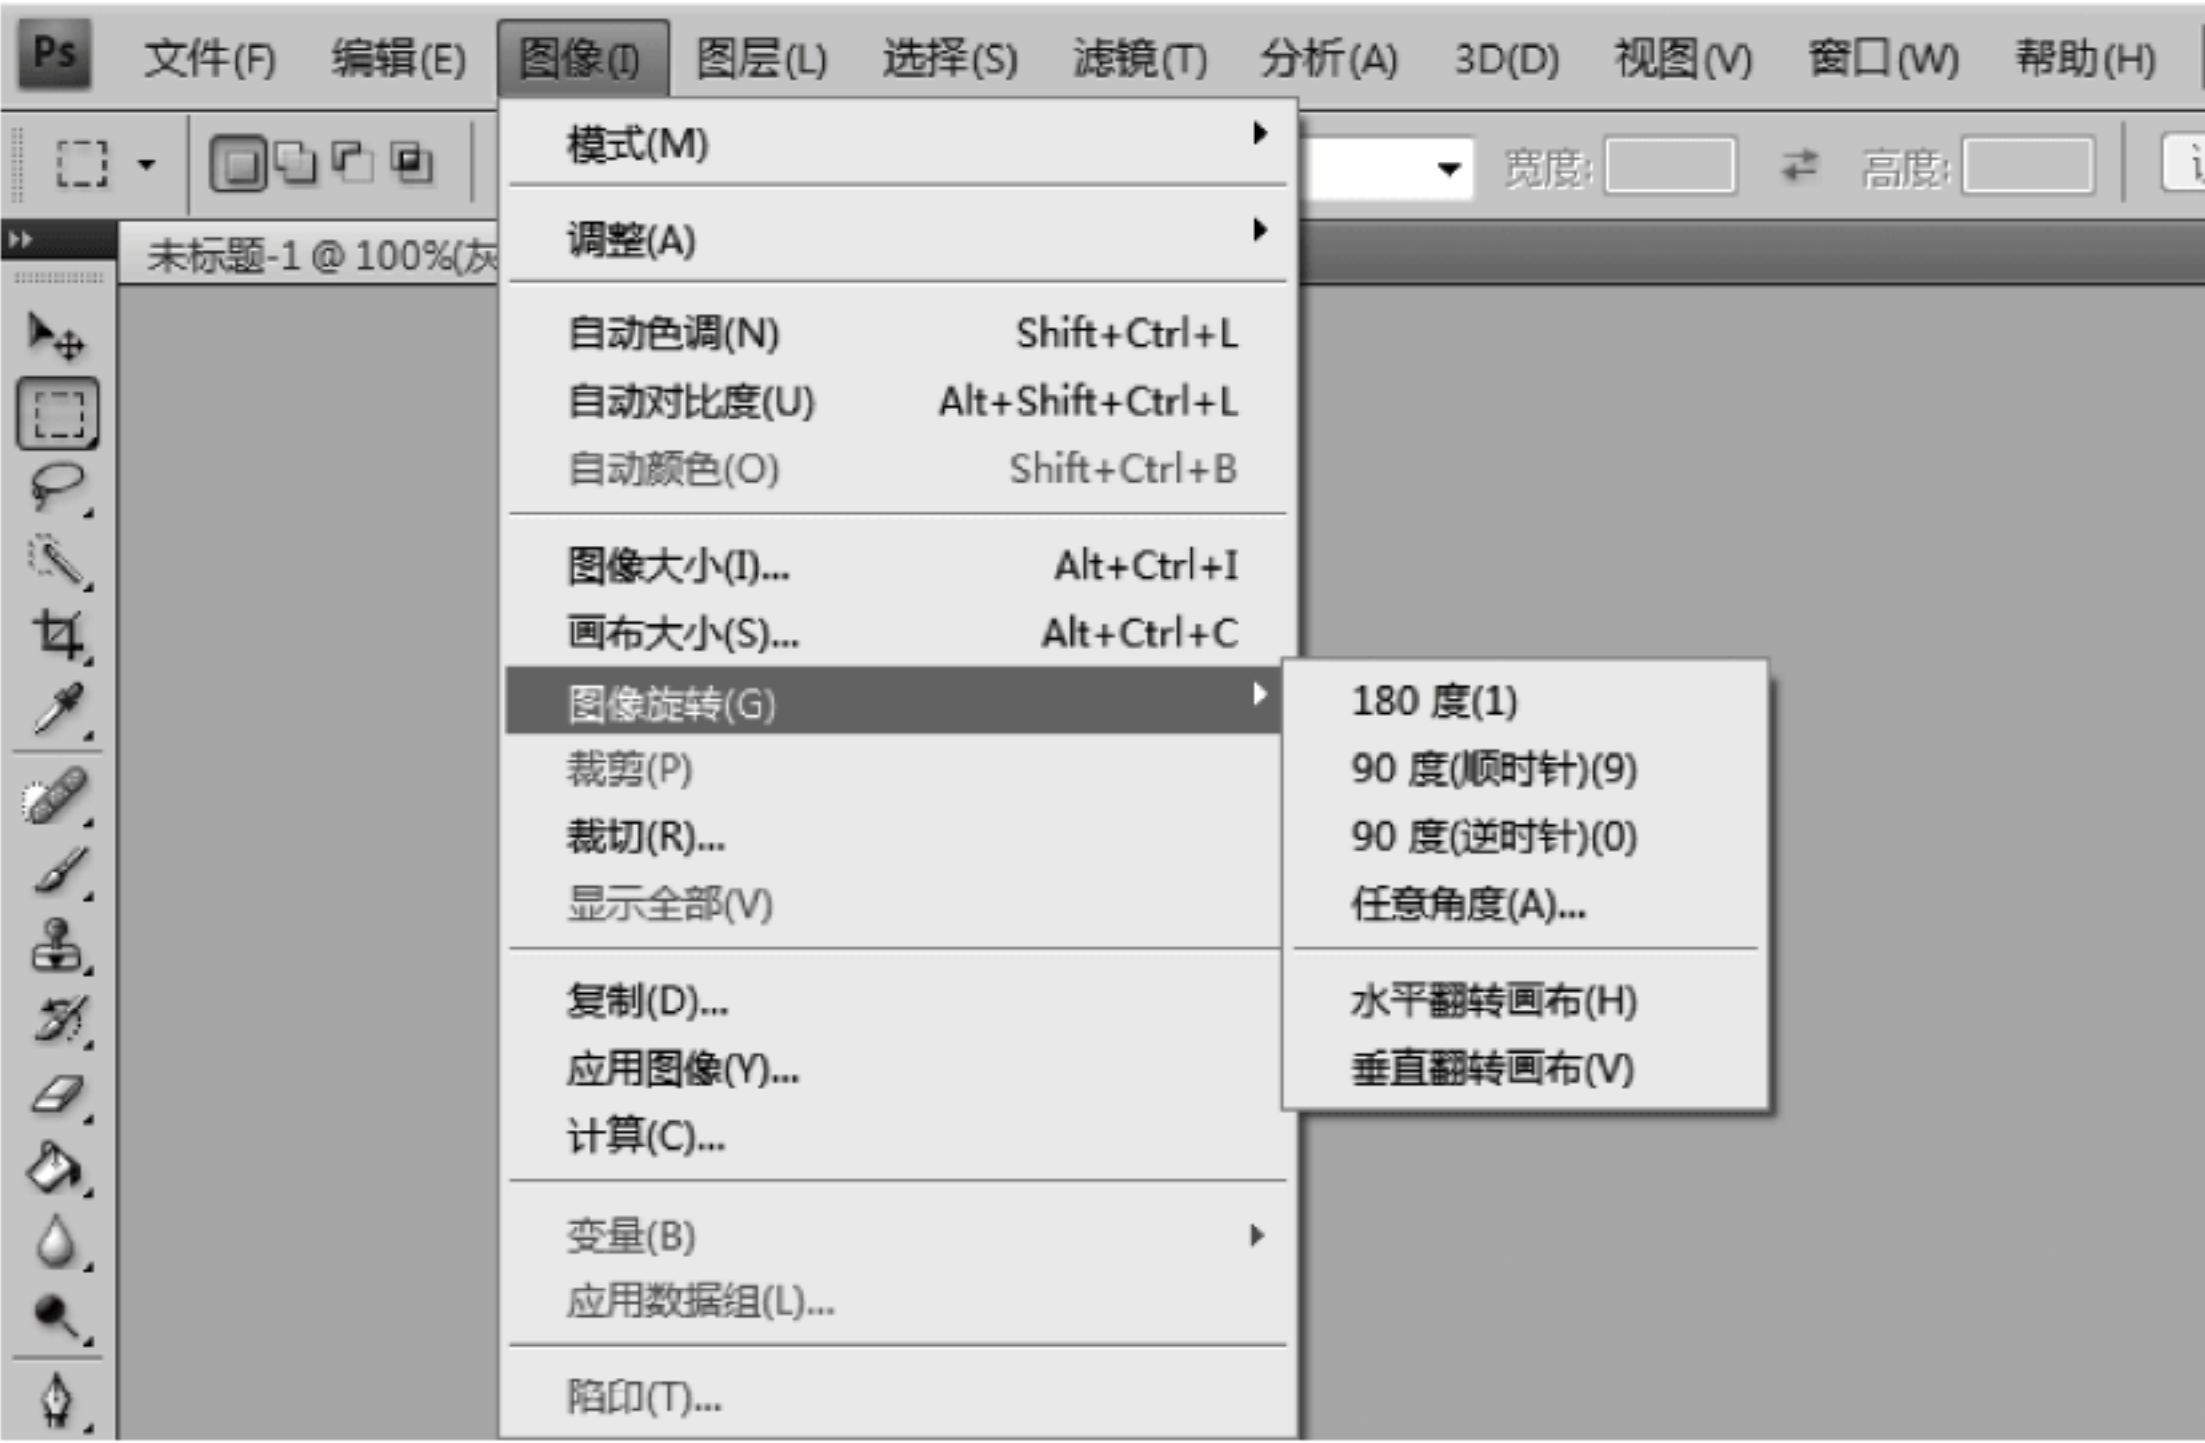 Ps 文件(F) 编辑(E) 图像(I) 图层(L) 选择(S) 滤镜(T) 分析(A) 3D(D) 视图(V) 窗口(W) 帮助(H)
宽度: 高度:
未标题-1 @ 100%(灰
模式(M)
调整(A)
自动色调(N) Shift+Ctrl+L
自动对比度(U) Alt+Shift+Ctrl+L
自动颜色(O) Shift+Ctrl+B
图像大小(I)... Alt+Ctrl+I
画布大小(S)... Alt+Ctrl+C
图像旋转(G)
裁剪(P)
裁切(R)...
显示全部(V)
复制(D)...
应用图像(Y)...
计算(C)...
变量(B)
应用数据组(L)...
陷印(T)...
180 度(1)
90 度(顺时针)(9)
90 度(逆时针)(0)
任意角度(A)...
水平翻转画布(H)
垂直翻转画布(V)